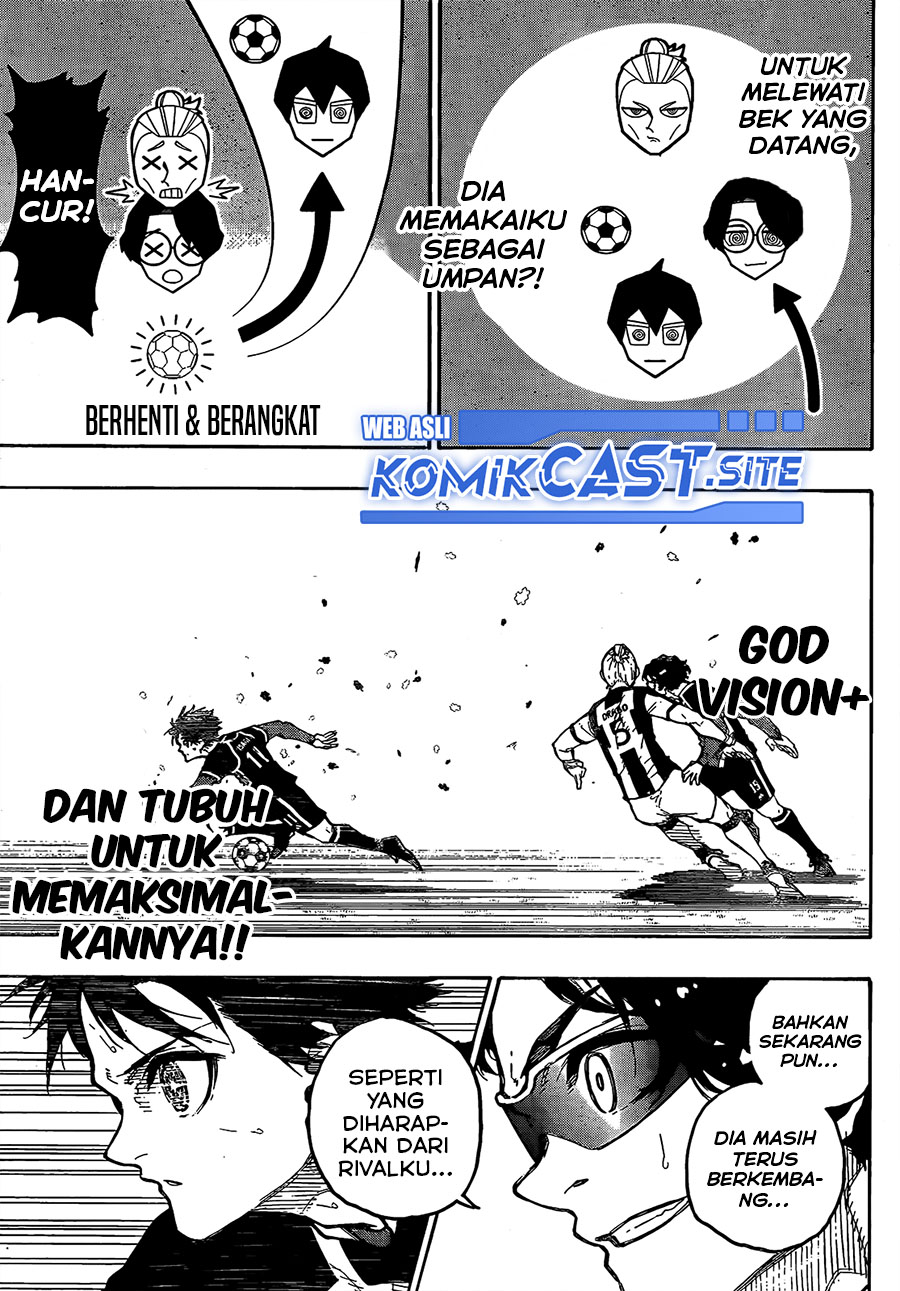 UNTUK
MELEWATI
BEK YANG
DATANG,
DIA
MEMAKAIKU
SEBAGAI
UMPAN?!
HAN-
CUR!
BERHENTI & BERANGKAT
WEB ASLI
KOMIKCAST.SITE
GOD
VISION+
15
DAN TUBUH
UNTUK
MEMAKSIMAL-
KANNYA!!
BAHKAN
SEKARANG
PUN...
DIA MASIH
TERUS
BERKEMBA-
NG...
SEPERTI
YANG
DIHARAP-
KAN DARI
RIVALKU...